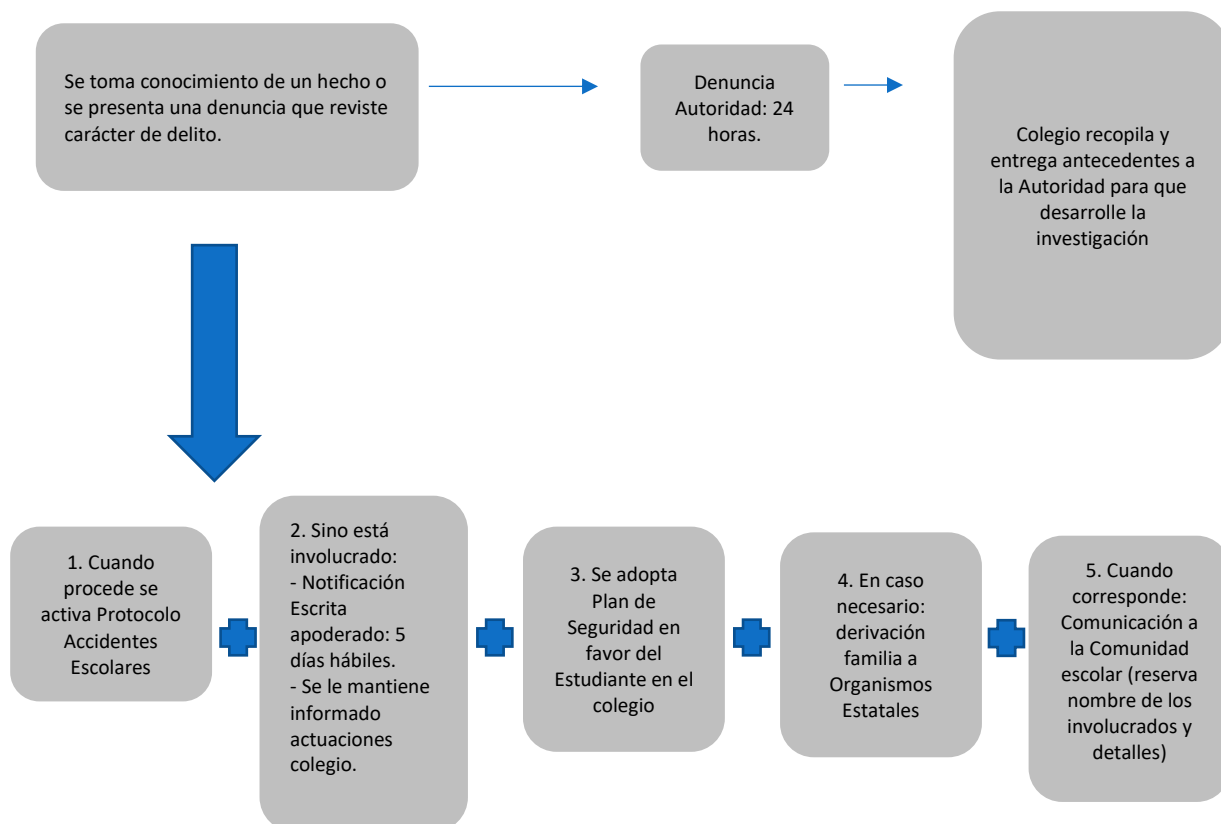 Se toma conocimiento de un hecho o
se presenta una denuncia que reviste
carácter de delito.
Denuncia
Autoridad: 24
horas.
Colegio recopila y
entrega antecedentes a
la Autoridad para que
desarrolle la
investigación
1. Cuando
procede se
activa Protocolo
Accidentes
Escolares
2. Sino está
involucrado:
- Notificación
Escrita
apoderado: 5
días hábiles.
- Se le mantiene
informado
actuaciones
colegio.
3. Se adopta
Plan de
Seguridad en
favor del
Estudiante en el
colegio
4. En caso
necesario:
derivación
familia a
Organismos
Estatales
5. Cuando
corresponde:
Comunicación a
la Comunidad
escolar (reserva
nombre de los
involucrados y
detalles)